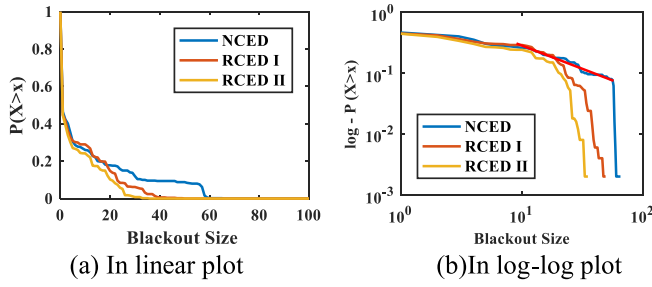 1
0.8
0.6
0.4
0.2
0
P(X>x)
NCED
RCED I
RCED II
0 20 40 60 80 100
Blackout Size
(a) In linear plot
10^0
10^-1
10^-2
10^-3
log - P (X>x)
NCED
RCED I
RCED II
10^0 10^1 10^2
Blackout Size
(b)In log-log plot